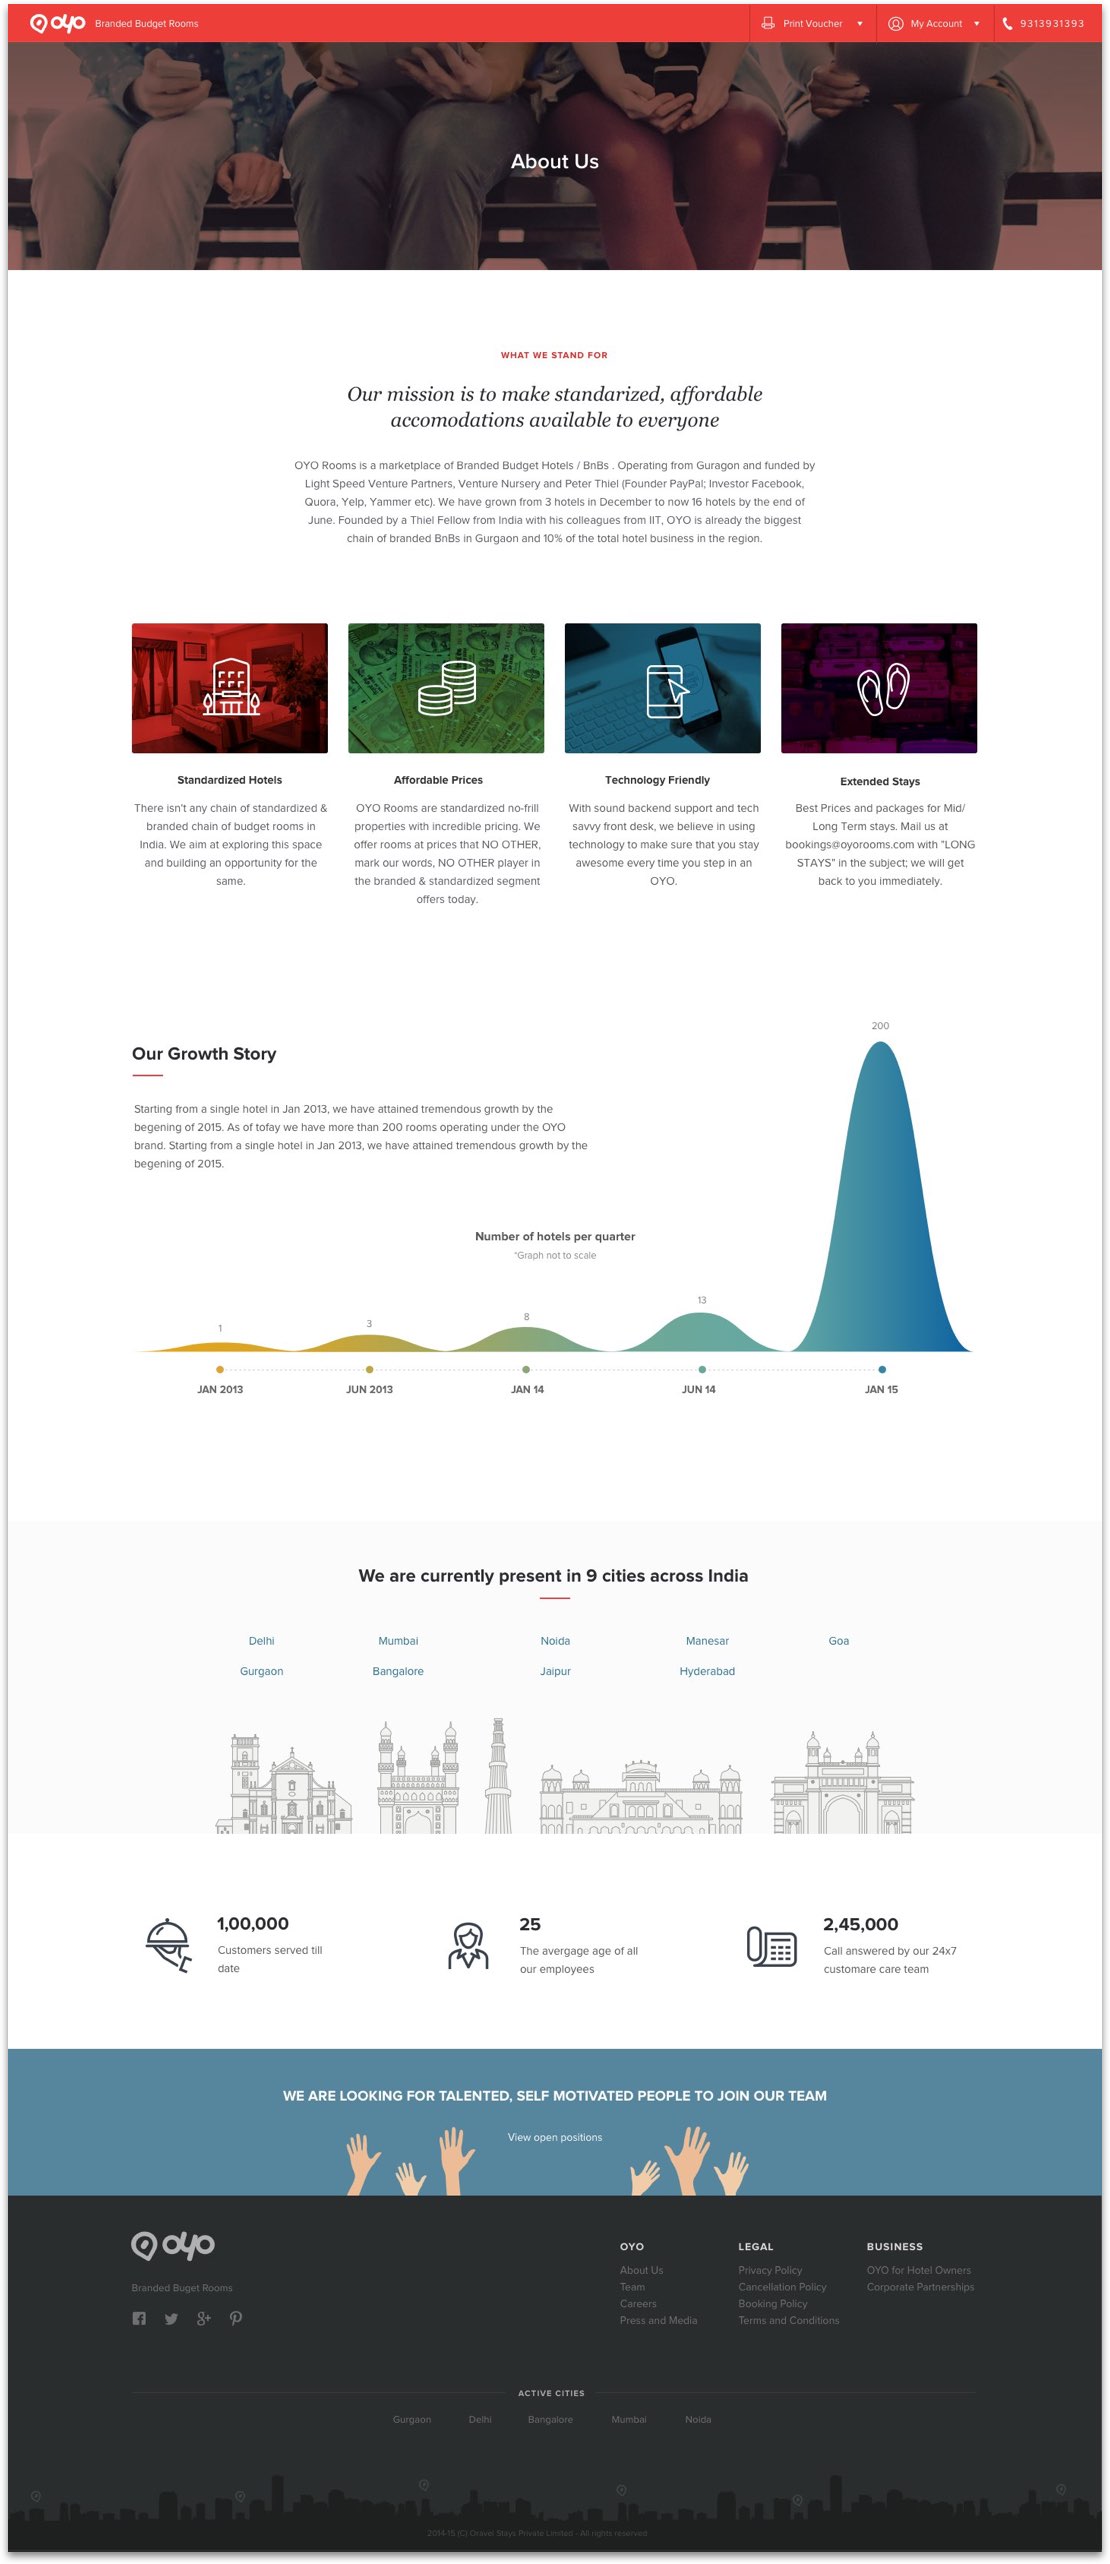 OYO Branded Budget Rooms Print Voucher My Account 9313931393
About Us
WHAT WE STAND FOR
Our mission is to make standarized, affordable
accomodations available to everyone
OYO Rooms is a marketplace of Branded Budget Hotels / BnBs . Operating from Guragon and funded by
Light Speed Venture Partners, Venture Nursery and Peter Thiel (Founder PayPal; Investor Facebook,
Quora, Yelp, Yammer etc). We have grown from 3 hotels in December to now 16 hotels by the end of
June. Founded by a Thiel Fellow from India with his colleagues from IIT, OYO is already the biggest
chain of branded BnBs in Gurgaon and 10% of the total hotel business in the region.
Standardized Hotels
There isn't any chain of standardized &
branded chain of budget rooms in
India. We aim at exploring this space
and building an opportunity for the
same.
Affordable Prices
OYO Rooms are standardized no-frill
properties with incredible pricing. We
offer rooms at prices that NO OTHER,
mark our words, NO OTHER player in
the branded & standardized segment
offers today.
Technology Friendly
With sound backend support and tech
savvy front desk, we believe in using
technology to make sure that you stay
awesome every time you step in an
OYO.
Extended Stays
Best Prices and packages for Mid/
Long Term stays. Mail us at
bookings@oyorooms.com with "LONG
STAYS" in the subject; we will get
back to you immediately.
Our Growth Story
Starting from a single hotel in Jan 2013, we have attained tremendous growth by the
begening of 2015. As of tofay we have more than 200 rooms operating under the OYO
brand. Starting from a single hotel in Jan 2013, we have attained tremendous growth by the
begening of 2015.
Number of hotels per quarter
*Graph not to scale
1 3 8 13 200
JAN 2013 JUN 2013 JAN 14 JUN 14 JAN 15
We are currently present in 9 cities across India
Delhi Mumbai Noida Manesar Goa
Gurgaon Bangalore Jaipur Hyderabad
1,00,000
Customers served till
date
25
The avergage age of all
our employees
2,45,000
Call answered by our 24x7
customare care team
WE ARE LOOKING FOR TALENTED, SELF MOTIVATED PEOPLE TO JOIN OUR TEAM
View open positions
OYO
Branded Buget Rooms
OYO
About Us
Team
Careers
Press and Media
LEGAL
Privacy Policy
Cancellation Policy
Booking Policy
Terms and Conditions
BUSINESS
OYO for Hotel Owners
Corporate Partnerships
ACTIVE CITIES
Gurgaon Delhi Bangalore Mumbai Noida
2014-15 (C) Oravel Stays Private Limited - All rights reserved